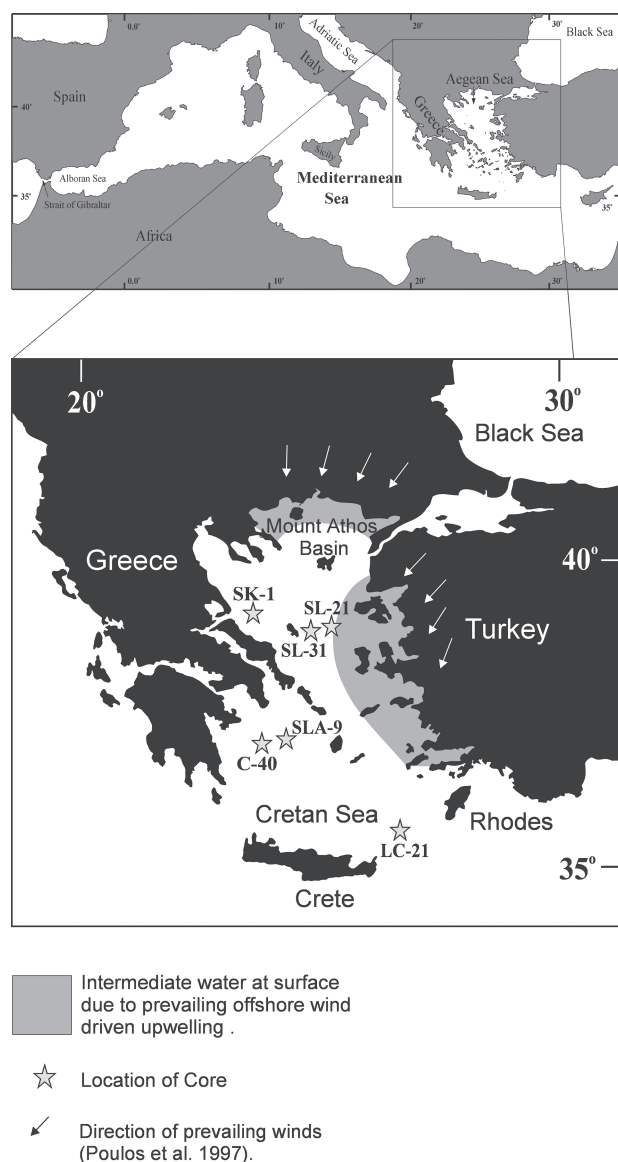 0.0'
10'
20'
30'
Black Sea
Adriatic Sea
Italy
Aegean Sea
Spain
40'
Greece
Sicily
Alboran Sea
Mediterranean
Sea
35'
35'
Strait of Gibraltar
Africa
0.0'
10'
20'
30'
20°
30°
Black Sea
Mount Athos
Basin
Greece
40°
SK-1
SL-21
Turkey
SL-31
SLA-9
C-40
Cretan Sea
Rhodes
LC-21
35°
Crete
Intermediate water at surface
due to prevailing offshore wind
driven upwelling .
Location of Core
Direction of prevailing winds
(Poulos et al. 1997).